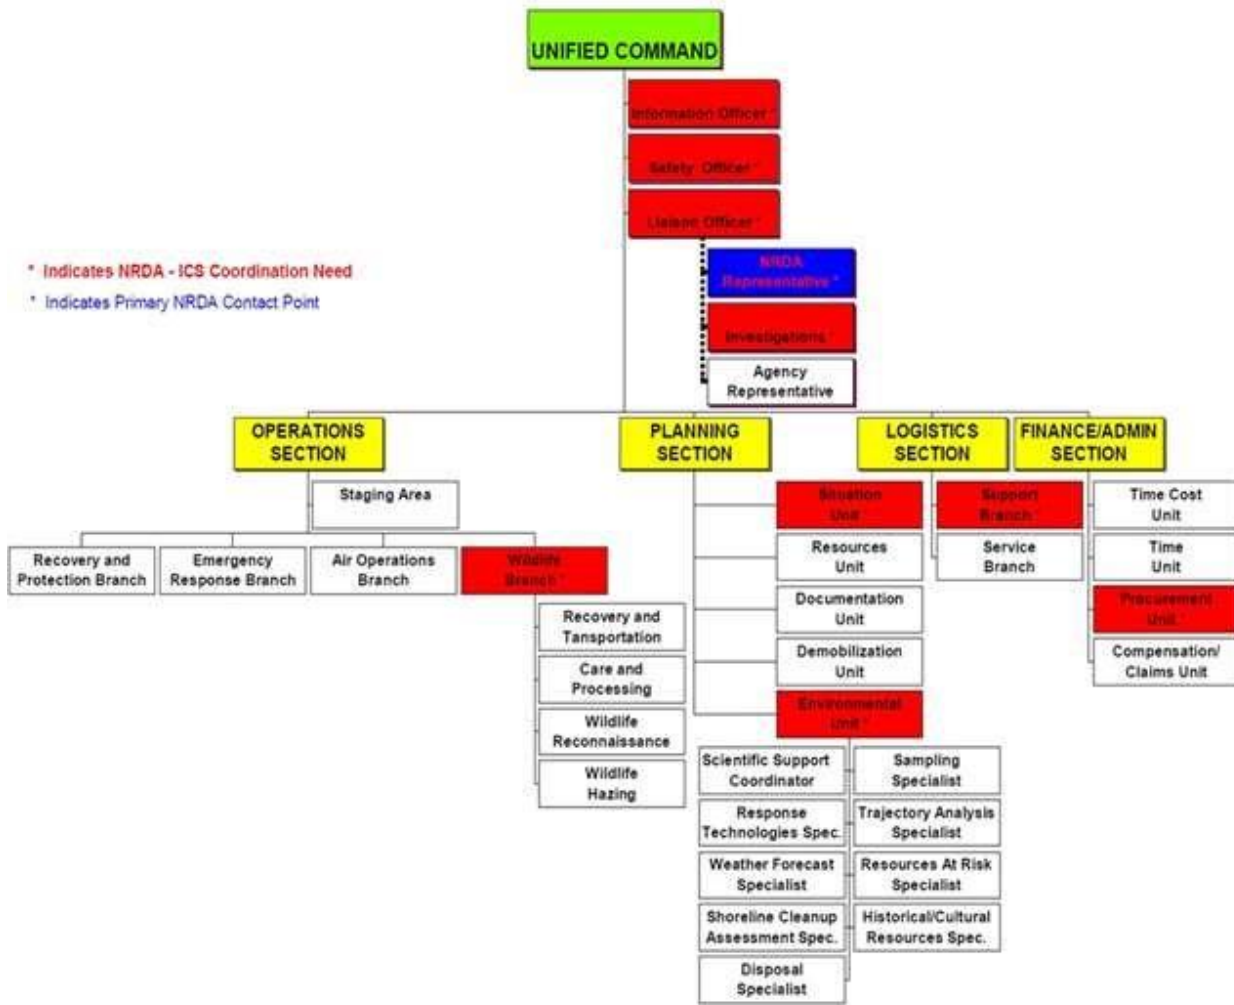 UNIFIED COMMAND
Information Officer *
Safety Officer *
Liaison Officer *
NRDA
Representative *
Investigations *
Agency
Representative
* Indicates NRDA - ICS Coordination Need
* Indicates Primary NRDA Contact Point
OPERATIONS
SECTION
PLANNING
SECTION
LOGISTICS
SECTION
FINANCE/ADMIN
SECTION
Staging Area
Recovery and
Protection Branch
Emergency
Response Branch
Air Operations
Branch
Wildlife
Branch *
Recovery and
Tansportation
Care and
Processing
Wildlife
Reconnaissance
Wildlife
Hazing
Situation
Unit *
Resources
Unit
Documentation
Unit
Demobilization
Unit
Environmental
Unit *
Scientific Support
Coordinator
Sampling
Specialist
Response
Technologies Spec.
Trajectory Analysis
Specialist
Weather Forecast
Specialist
Resources At Risk
Specialist
Shoreline Cleanup
Assessment Spec.
Historical/Cultural
Resources Spec.
Disposal
Specialist
Support
Branch *
Service
Branch
Time Cost
Unit
Time
Unit
Procurement
Unit *
Compensation/
Claims Unit